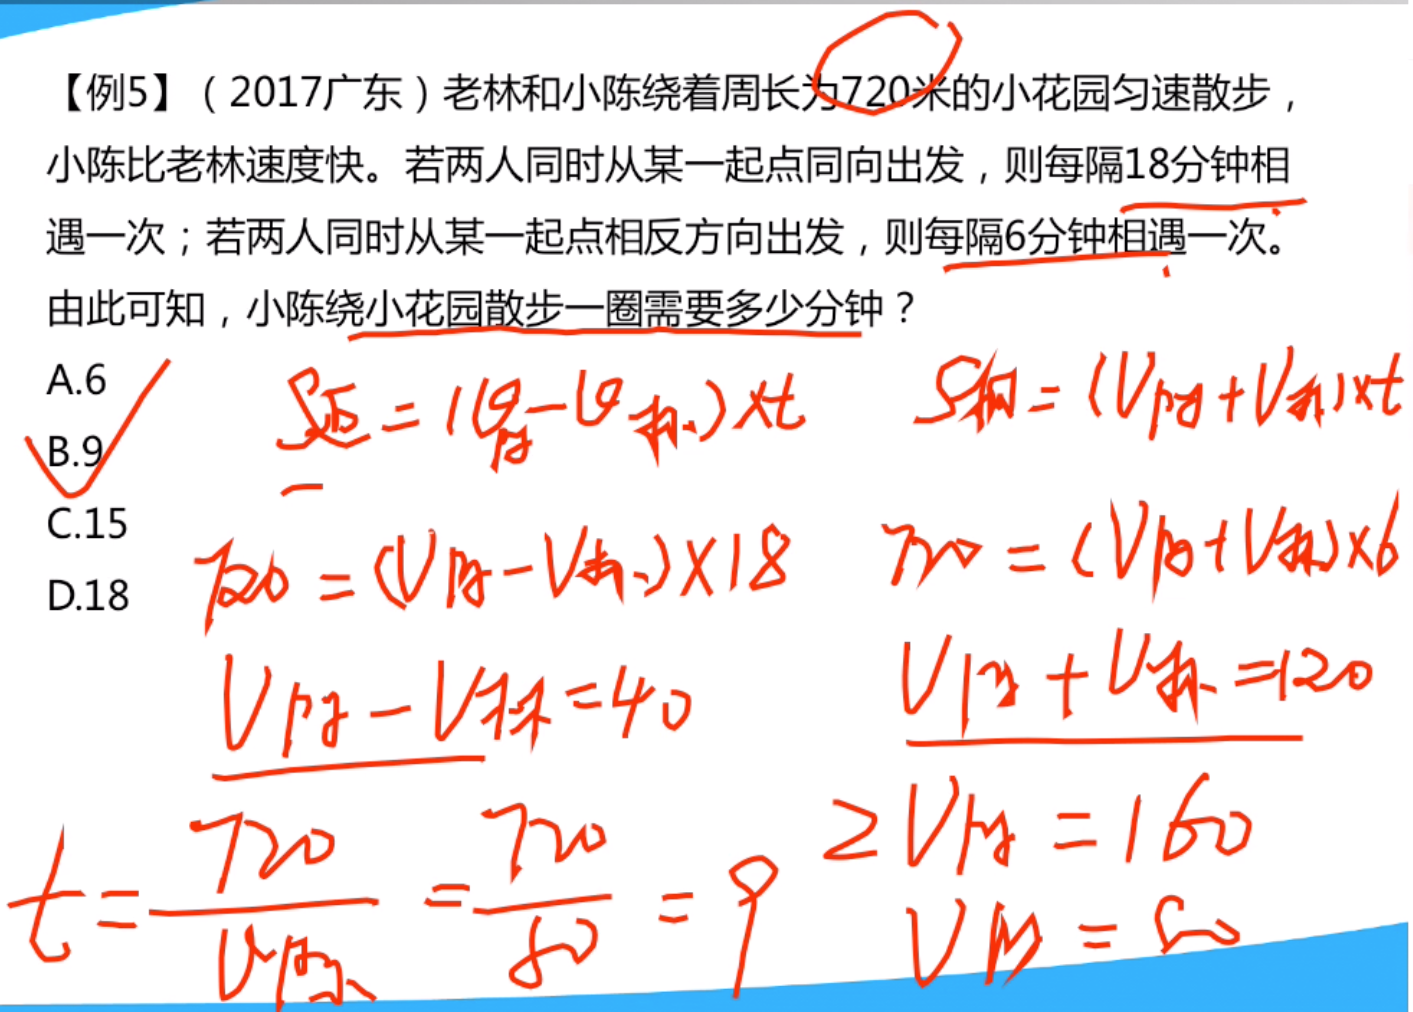 【例5】（2017广东）老林和小陈绕着周长为720米的小花园匀速散步，
小陈比老林速度快。若两人同时从某一起点同向出发，则每隔18分钟相
遇一次；若两人同时从某一起点相反方向出发，则每隔6分钟相遇一次。
由此可知，小陈绕小花园散步一圈需要多少分钟？
A.6
B.9
C.15
D.18
S追=(V陈-V林)×t
S相=(V陈+V林)×t
720=(V陈-V林)×18
720=(V陈+V林)×6
V陈-V林=40
V陈+V林=120
2V陈=160
V陈=80
t=720/V陈=720/80=9